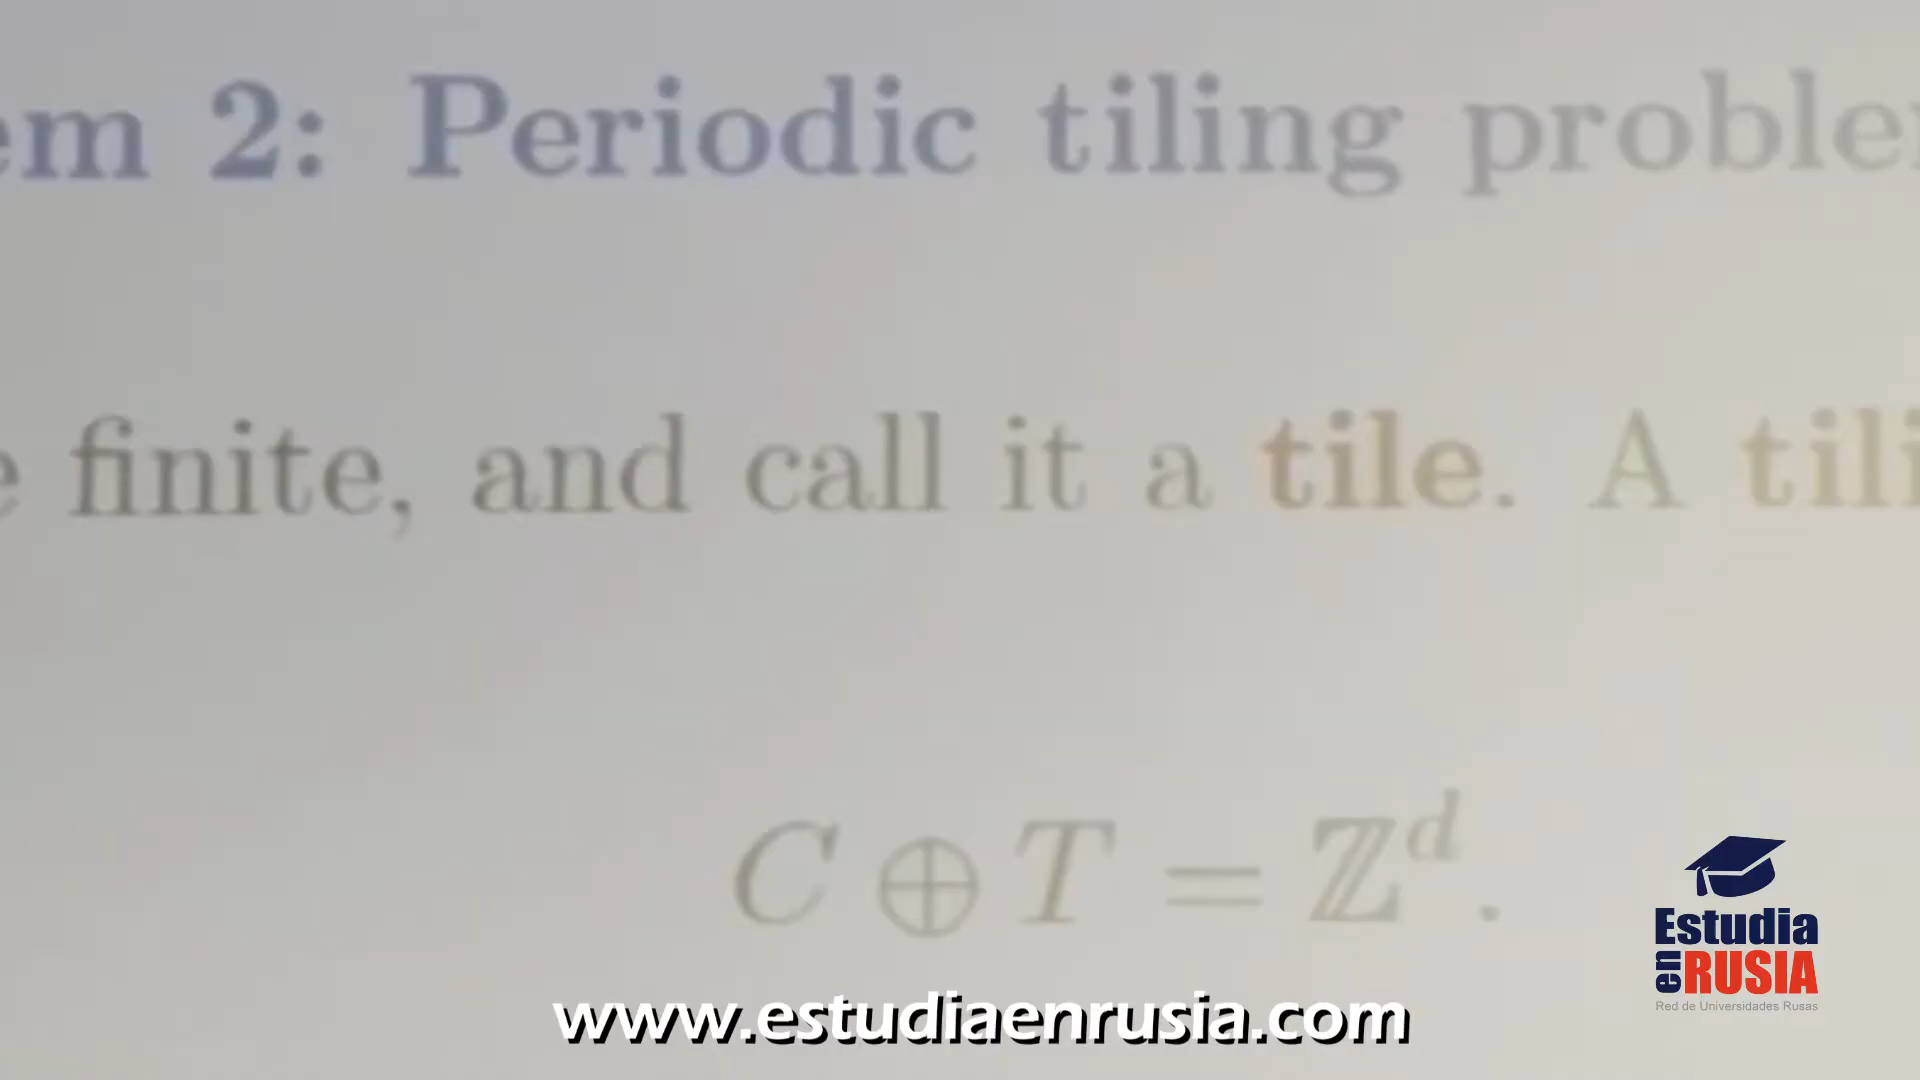 em 2: Periodic tiling proble
e finite, and call it a tile. A tili
C ⊕ T = ℤᵈ.
Estudia
en RUSIA
Red de Universidades Rusas
www.estudiaenrusia.com